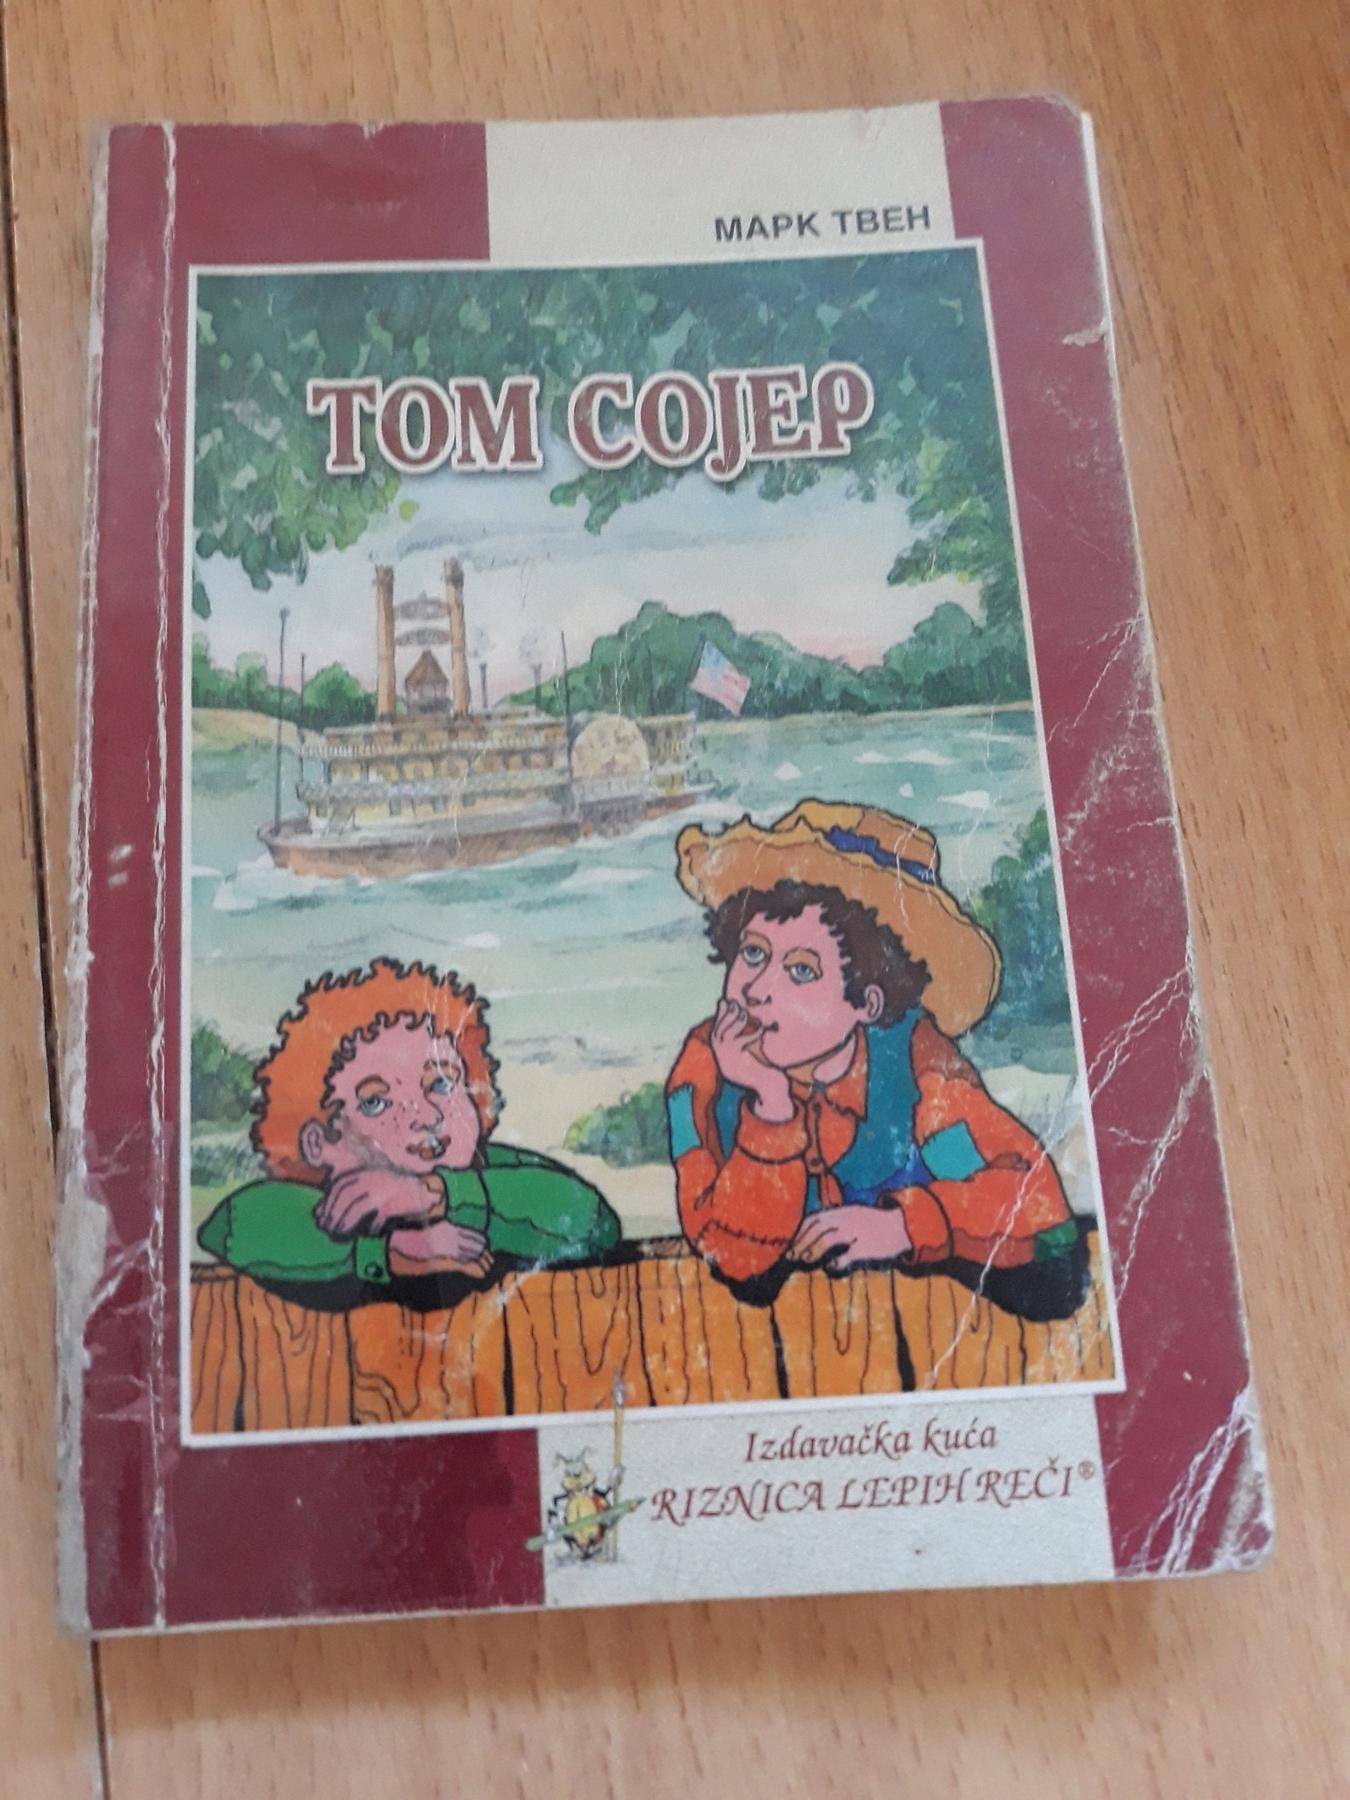 МАРК ТВЕН
ТОМ СОЈЕР
Izdavačka kuća
RIZNICA LEPIH REČI®